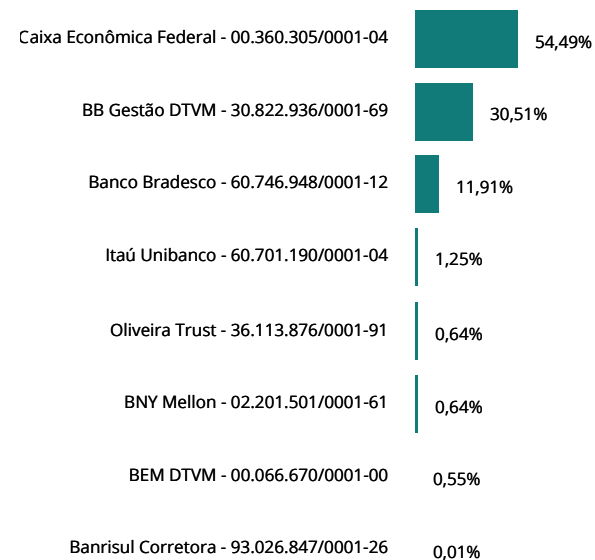 Caixa Econômica Federal - 00.360.305/0001-04 54,49%
BB Gestão DTVM - 30.822.936/0001-69 30,51%
Banco Bradesco - 60.746.948/0001-12 11,91%
Itaú Unibanco - 60.701.190/0001-04 1,25%
Oliveira Trust - 36.113.876/0001-91 0,64%
BNY Mellon - 02.201.501/0001-61 0,64%
BEM DTVM - 00.066.670/0001-00 0,55%
Banrisul Corretora - 93.026.847/0001-26 0,01%